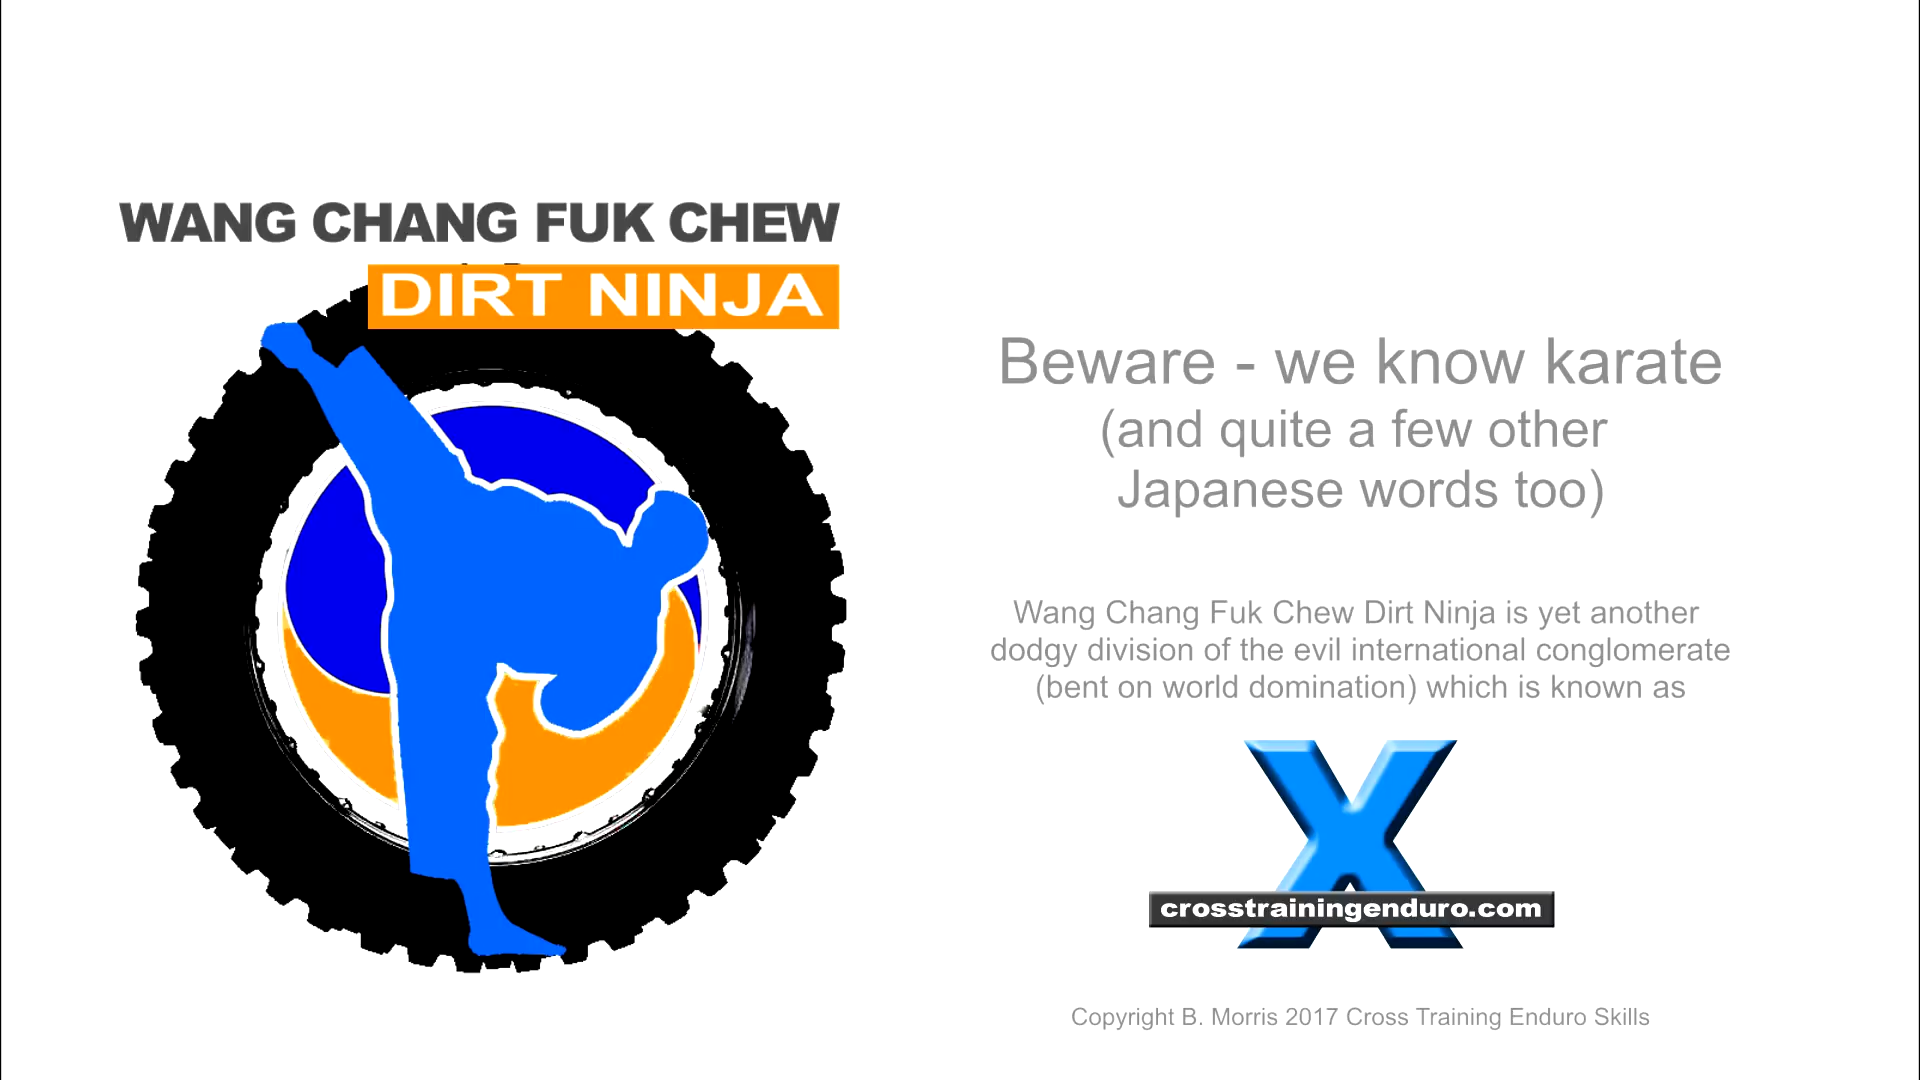 WANG CHANG FUK CHEW
DIRT NINJA
Beware - we know karate
(and quite a few other
Japanese words too)
Wang Chang Fuk Chew Dirt Ninja is yet another
dodgy division of the evil international conglomerate
(bent on world domination) which is known as
X
crosstrainingenduro.com
Copyright B. Morris 2017 Cross Training Enduro Skills